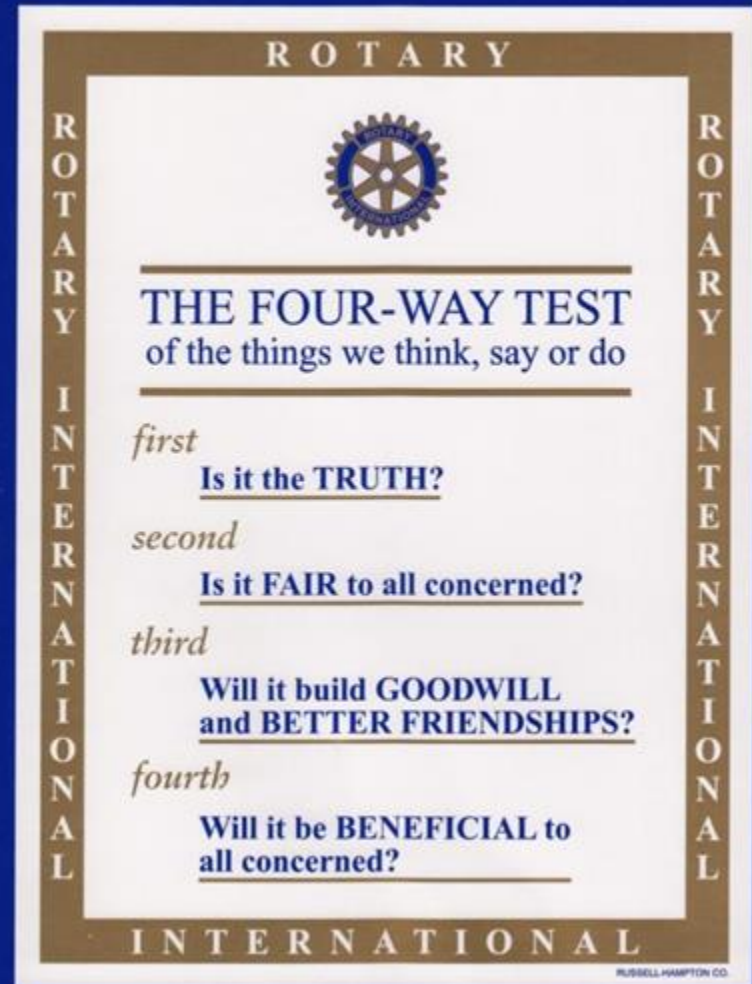 ROTARY
ROTARY INTERNATIONAL
ROTARY INTERNATIONAL
ROTARY
INTERNATIONAL
THE FOUR-WAY TEST
of the things we think, say or do
first
Is it the TRUTH?
second
Is it FAIR to all concerned?
third
Will it build GOODWILL
and BETTER FRIENDSHIPS?
fourth
Will it be BENEFICIAL to
all concerned?
INTERNATIONAL
RUSSELL-HAMPTON CO.